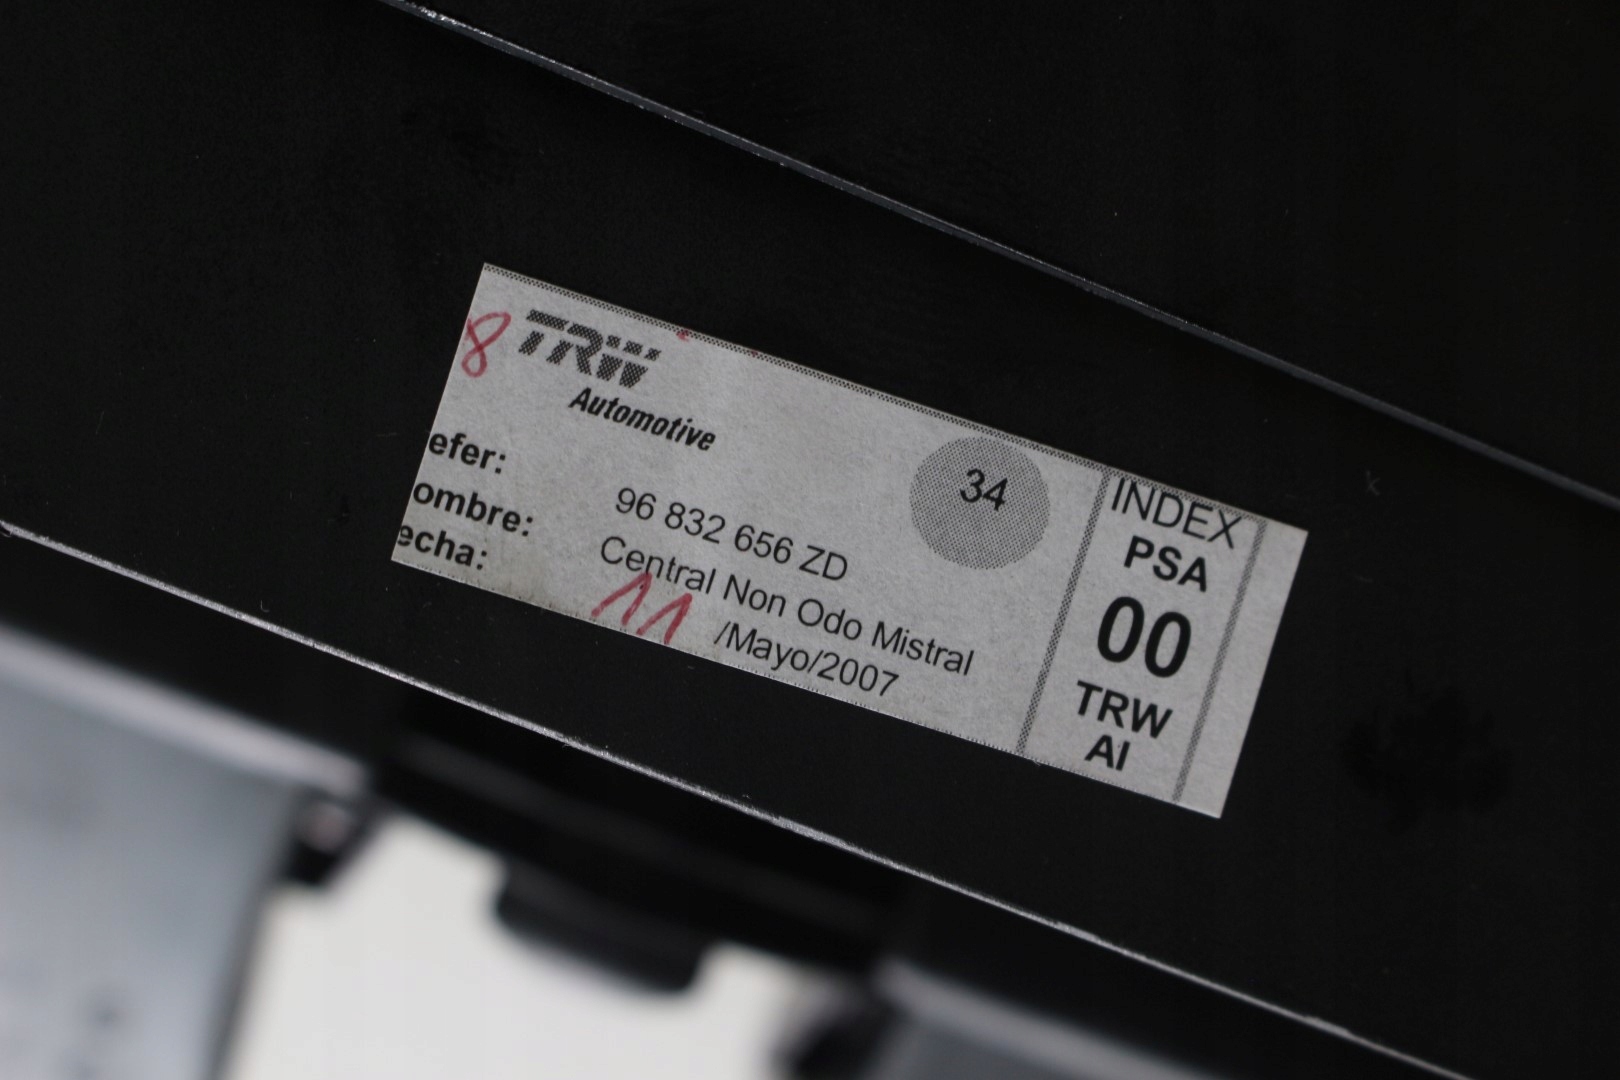 8 TRW
Automotive
34
efer: 96 832 656 ZD
ombre: Central Non Odo Mistral
echa: 11 /Mayo/2007
INDEX
PSA
00
TRW
AI